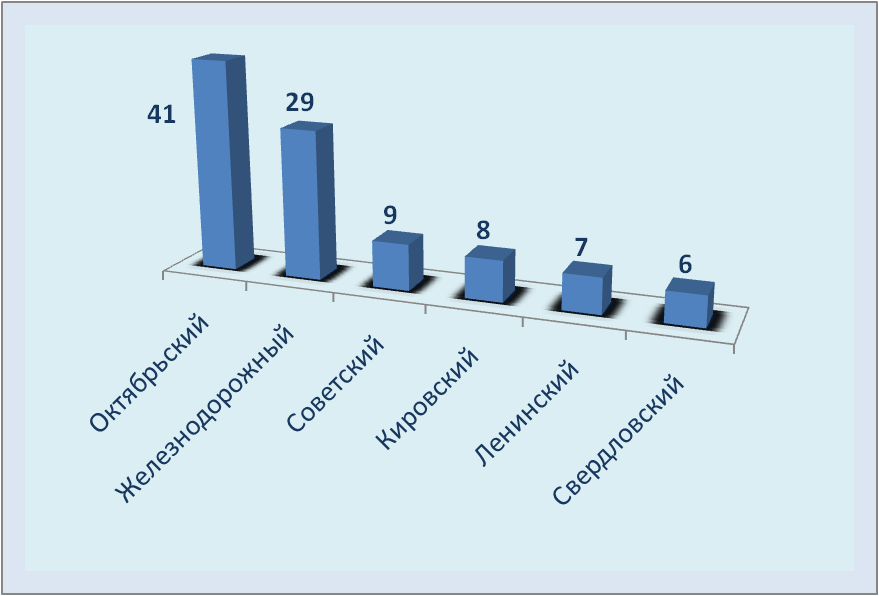 41
29
9
8
7
6
Октябрьский
Железнодорожный
Советский
Кировский
Ленинский
Свердловский